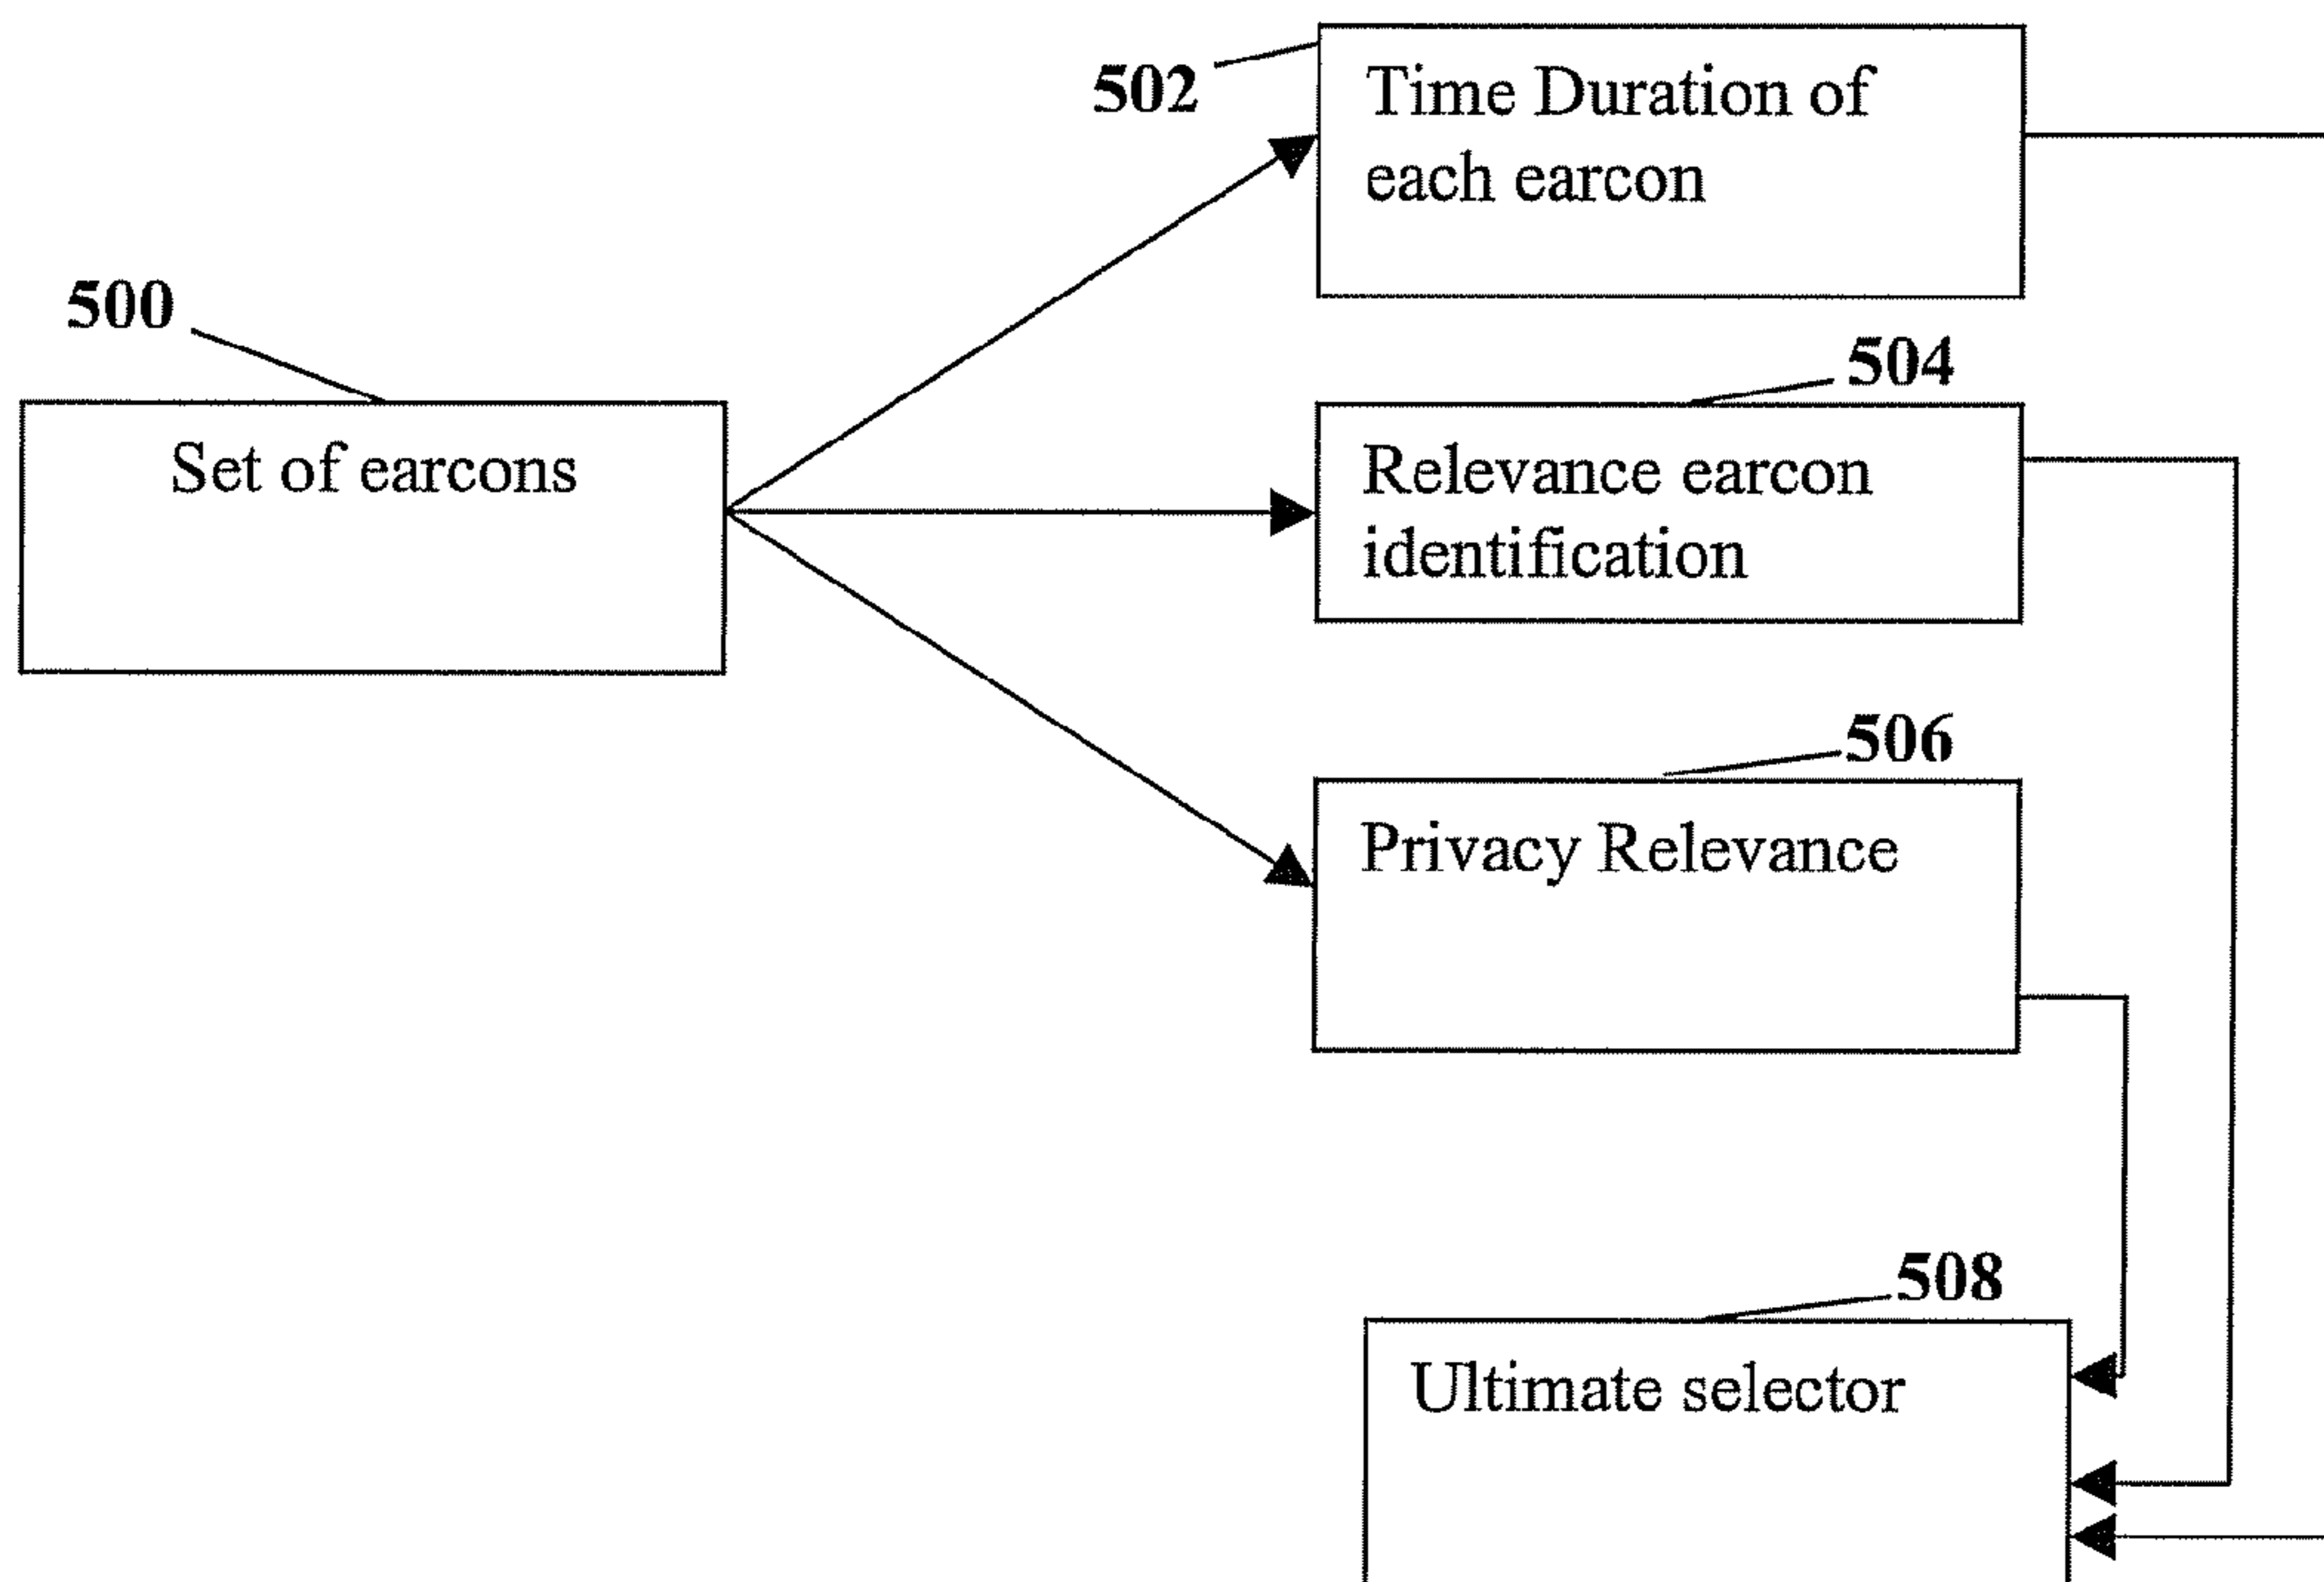 502
Time Duration of
each earcon
500
Set of earcons
504
Relevance earcon
identification
506
Privacy Relevance
508
Ultimate selector